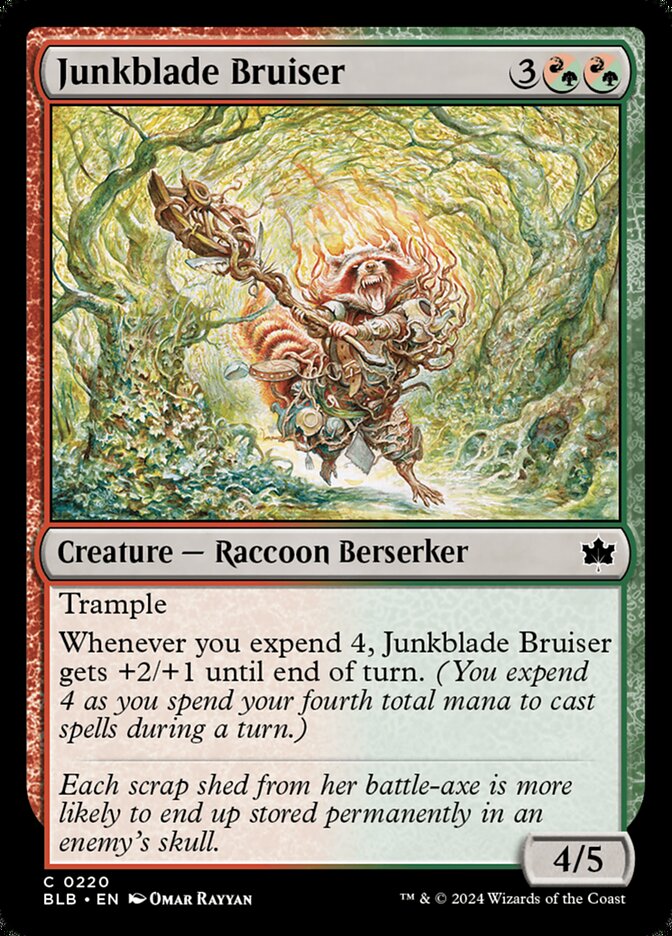 Junkblade Bruiser 3
Creature — Raccoon Berserker
Trample
Whenever you expend 4, Junkblade Bruiser
gets +2/+1 until end of turn. (You expend
4 as you spend your fourth total mana to cast
spells during a turn.)
Each scrap shed from her battle-axe is more
likely to end up stored permanently in an
enemy's skull.
4/5
C 0220
BLB • EN Omar Rayyan
™ & © 2024 Wizards of the Coast